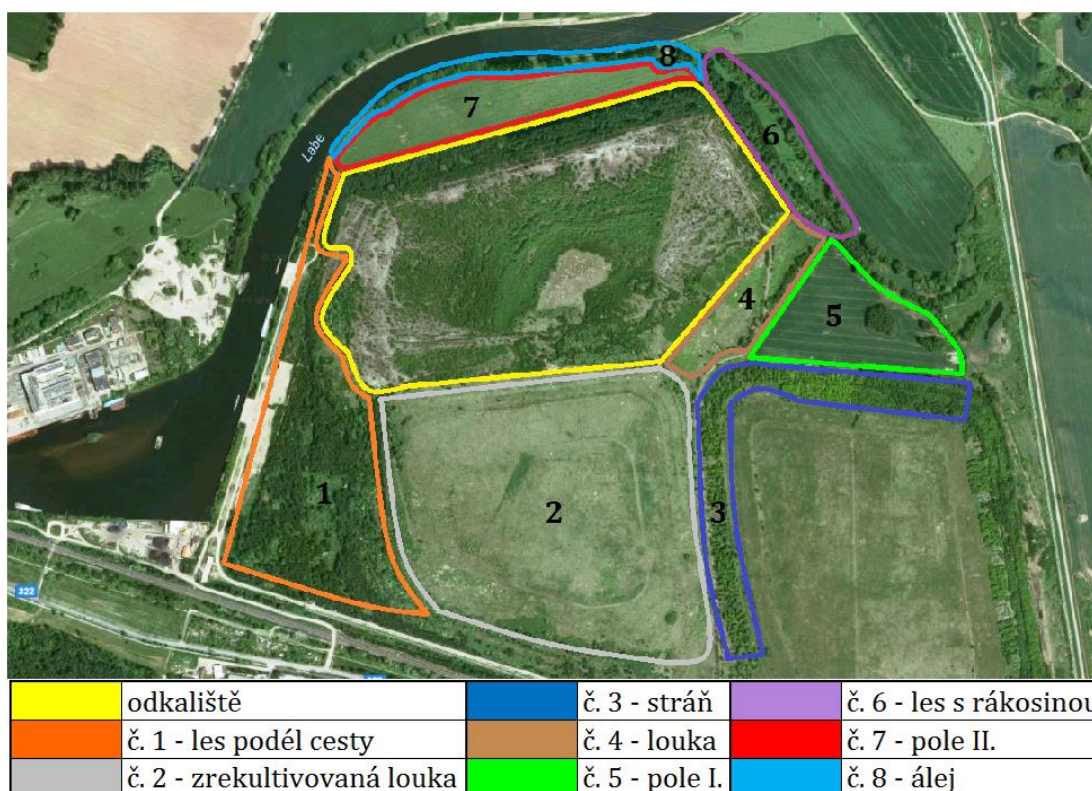 8
7
Labe
6
4
5
1
2
3
322
odkaliště
č. 3 - stráň
č. 6 - les s rákosinou
č. 1 - les podél cesty
č. 4 - louka
č. 7 - pole II.
č. 2 - zrekultivovaná louka
č. 5 - pole I.
č. 8 - álej